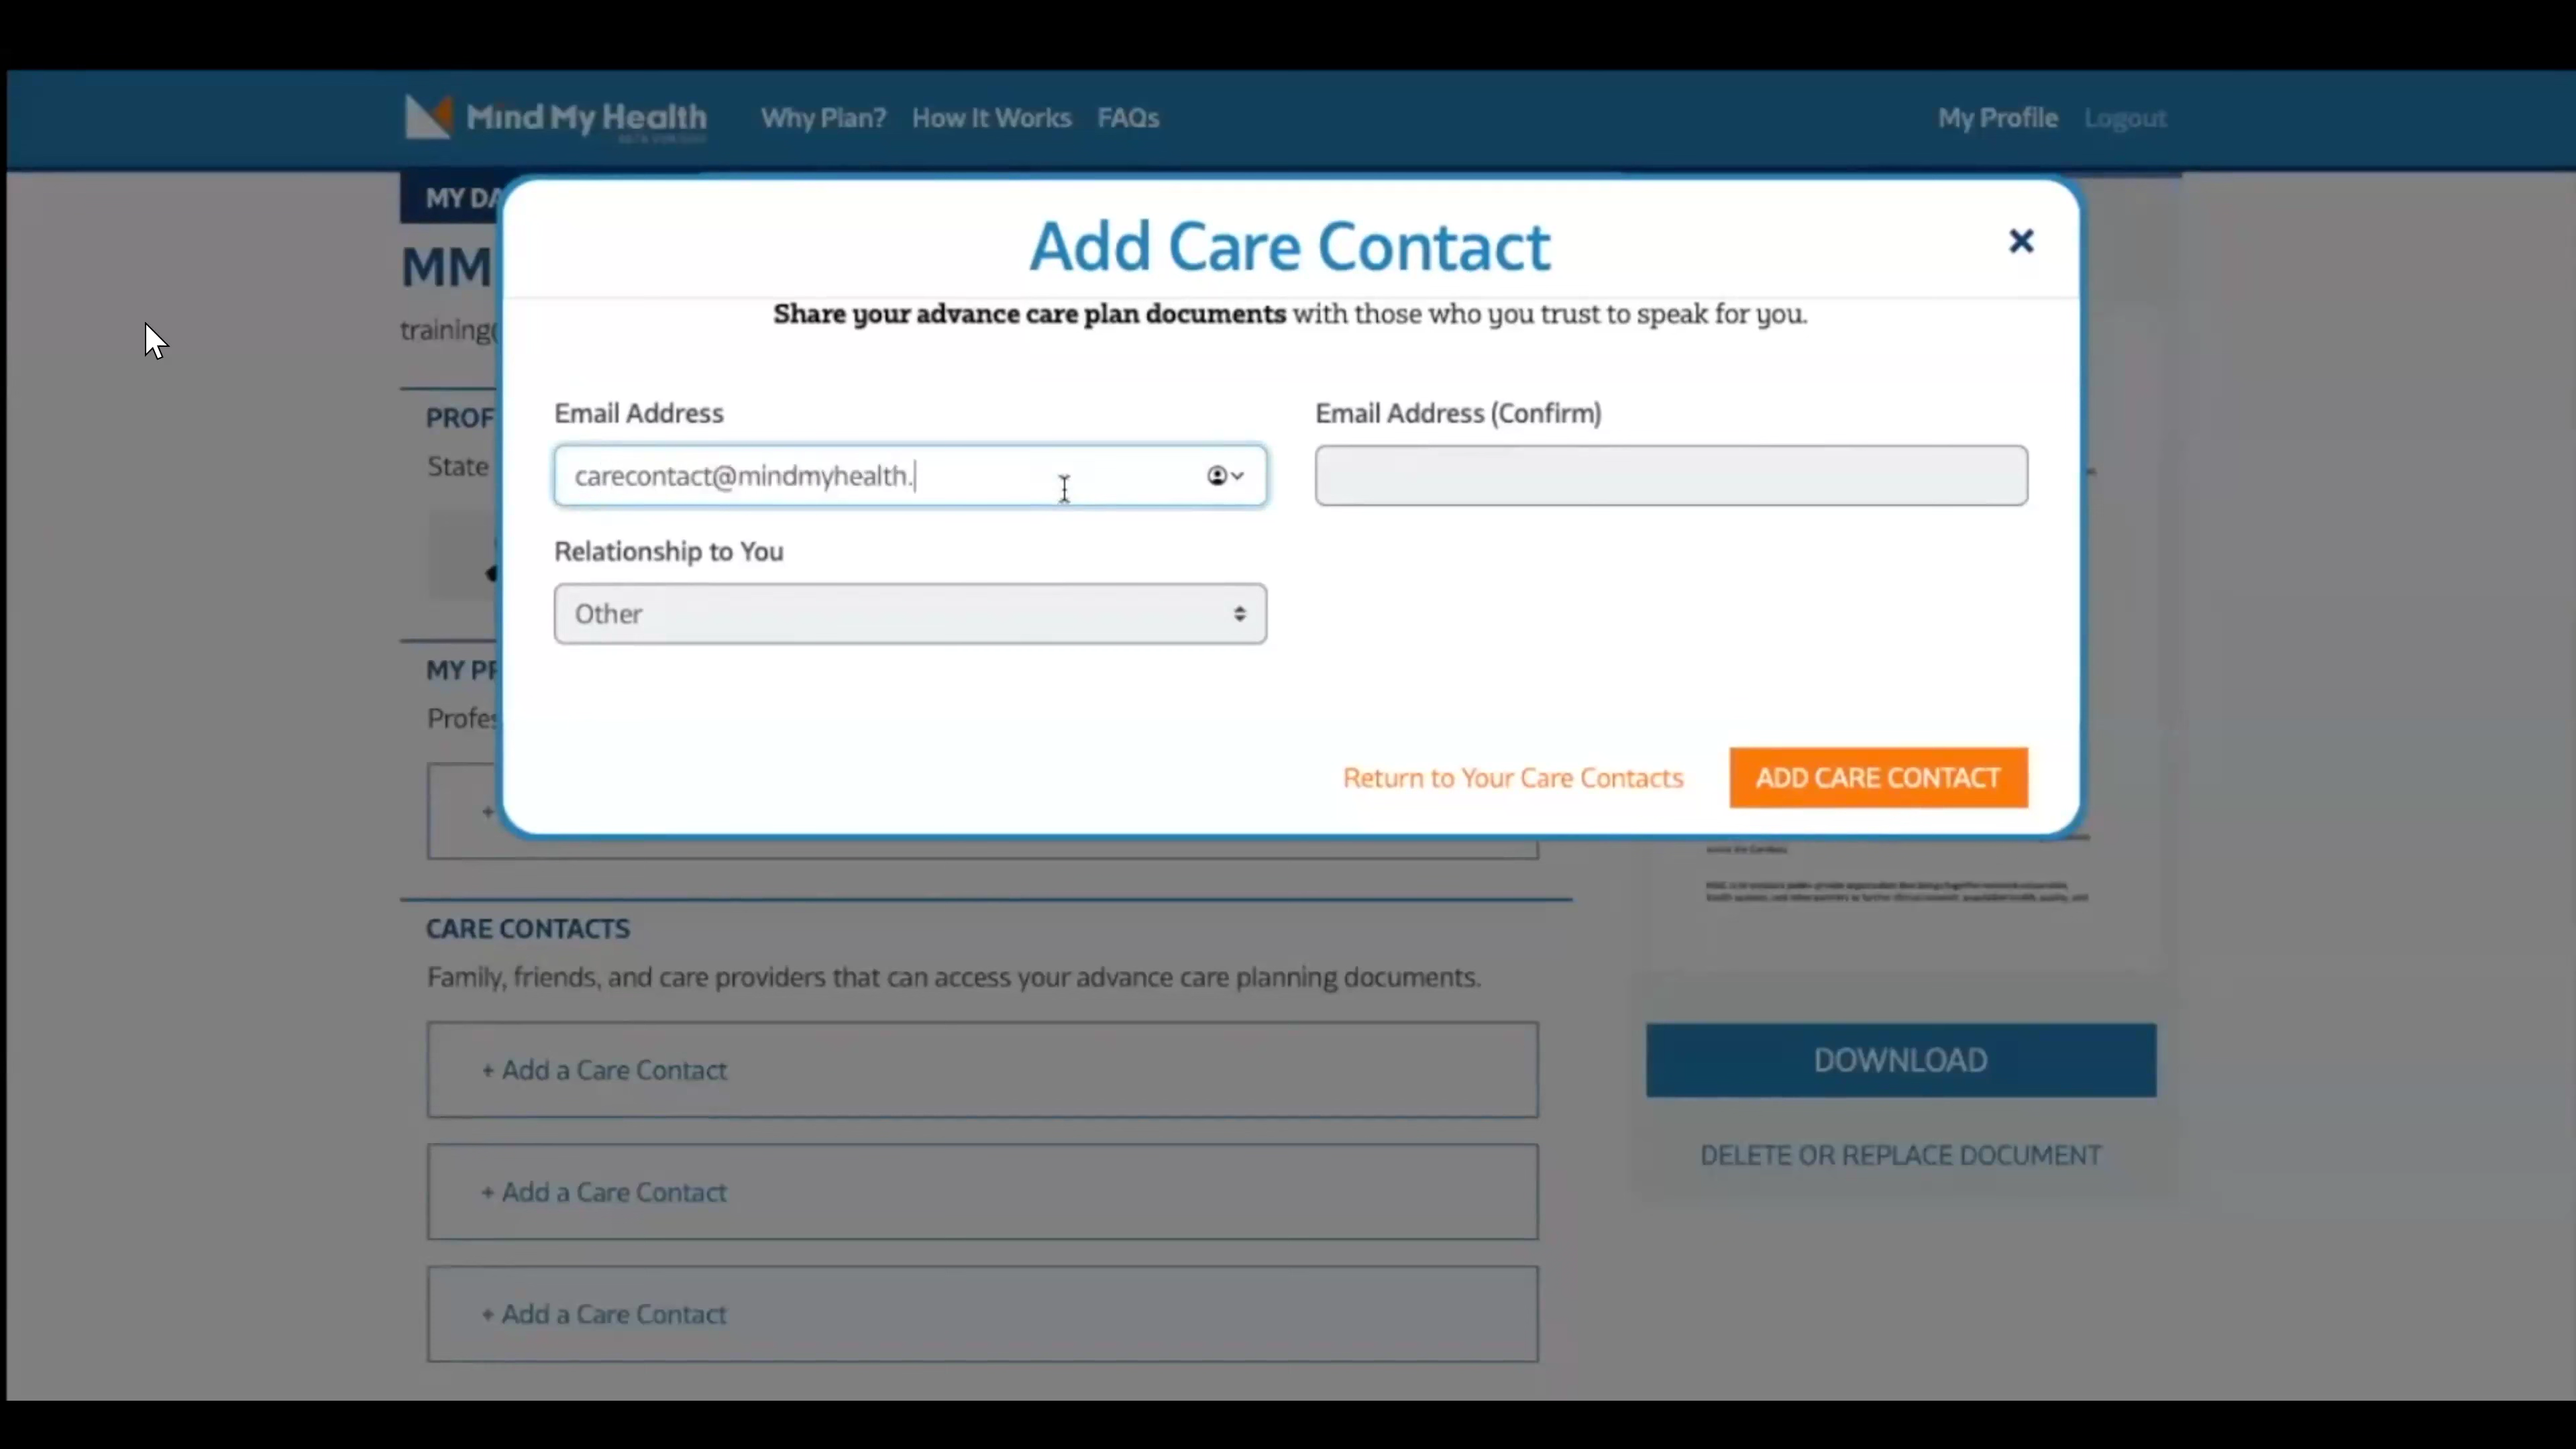 Mind My Health
Why Plan?
How It Works
FAQs
My Profile
Logout
MY DA
MM
training(
PROF
State
MY PR
Profes
+
Add Care Contact
Share your advance care plan documents with those who you trust to speak for you.
Email Address
Email Address (Confirm)
carecontact@mindmyhealth.
Relationship to You
Other
Return to Your Care Contacts
ADD CARE CONTACT
CARE CONTACTS
Family, friends, and care providers that can access your advance care planning documents.
+ Add a Care Contact
+ Add a Care Contact
+ Add a Care Contact
DOWNLOAD
DELETE OR REPLACE DOCUMENT